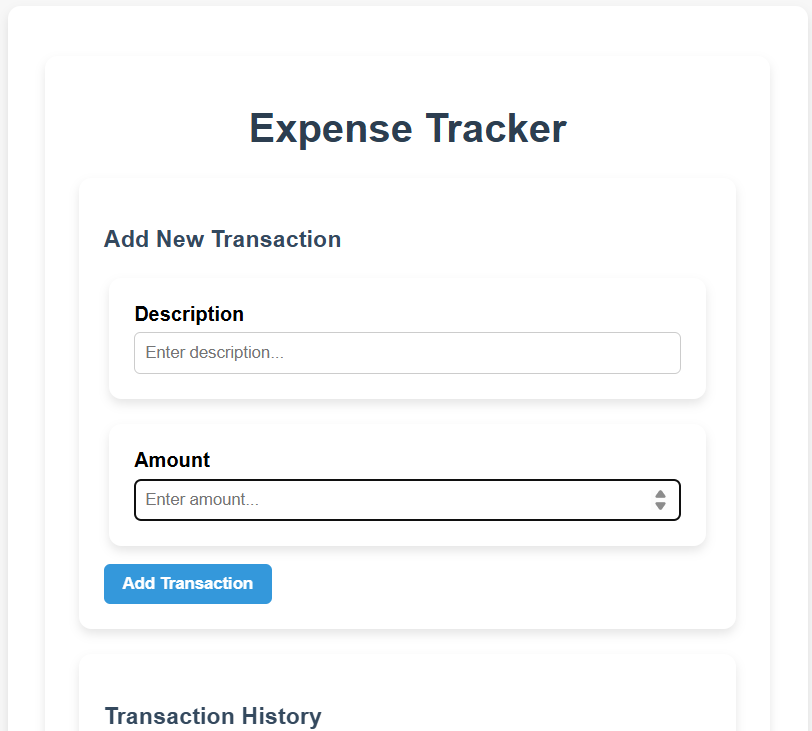 Expense Tracker
Add New Transaction
Description
Enter description...
Amount
Enter amount...
Add Transaction
Transaction History